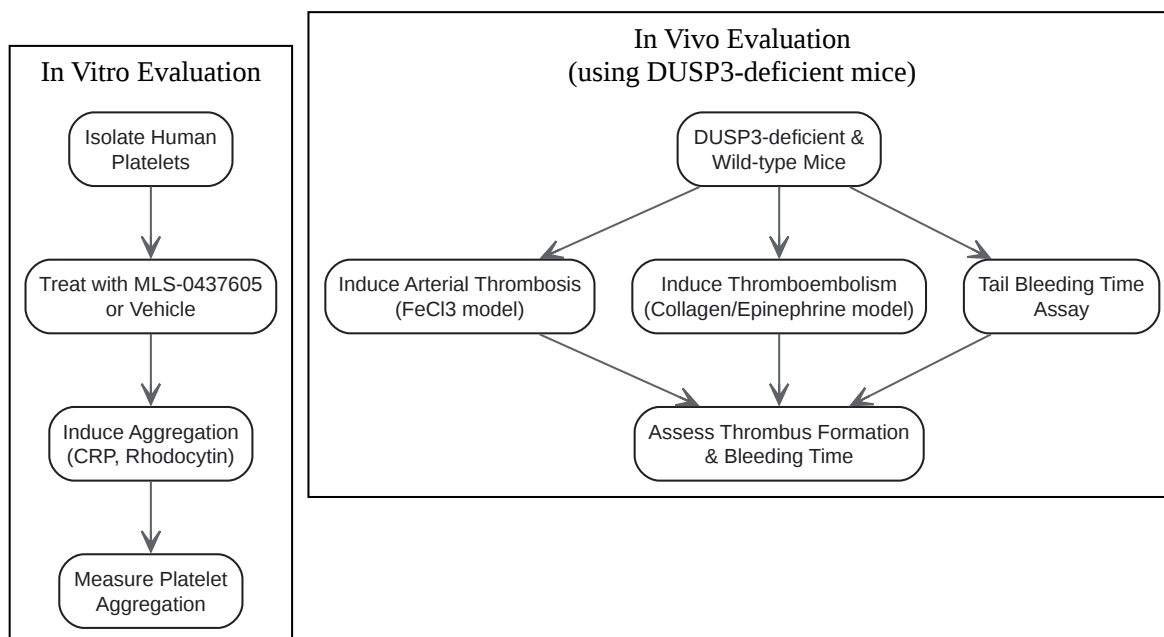 In Vitro Evaluation
Isolate Human
Platelets
Treat with MLS-0437605
or Vehicle
Induce Aggregation
(CRP, Rhodocytin)
Measure Platelet
Aggregation
In Vivo Evaluation
(using DUSP3-deficient mice)
DUSP3-deficient &
Wild-type Mice
Induce Arterial Thrombosis
(FeCl3 model)
Induce Thromboembolism
(Collagen/Epinephrine model)
Tail Bleeding Time
Assay
Assess Thrombus Formation
& Bleeding Time